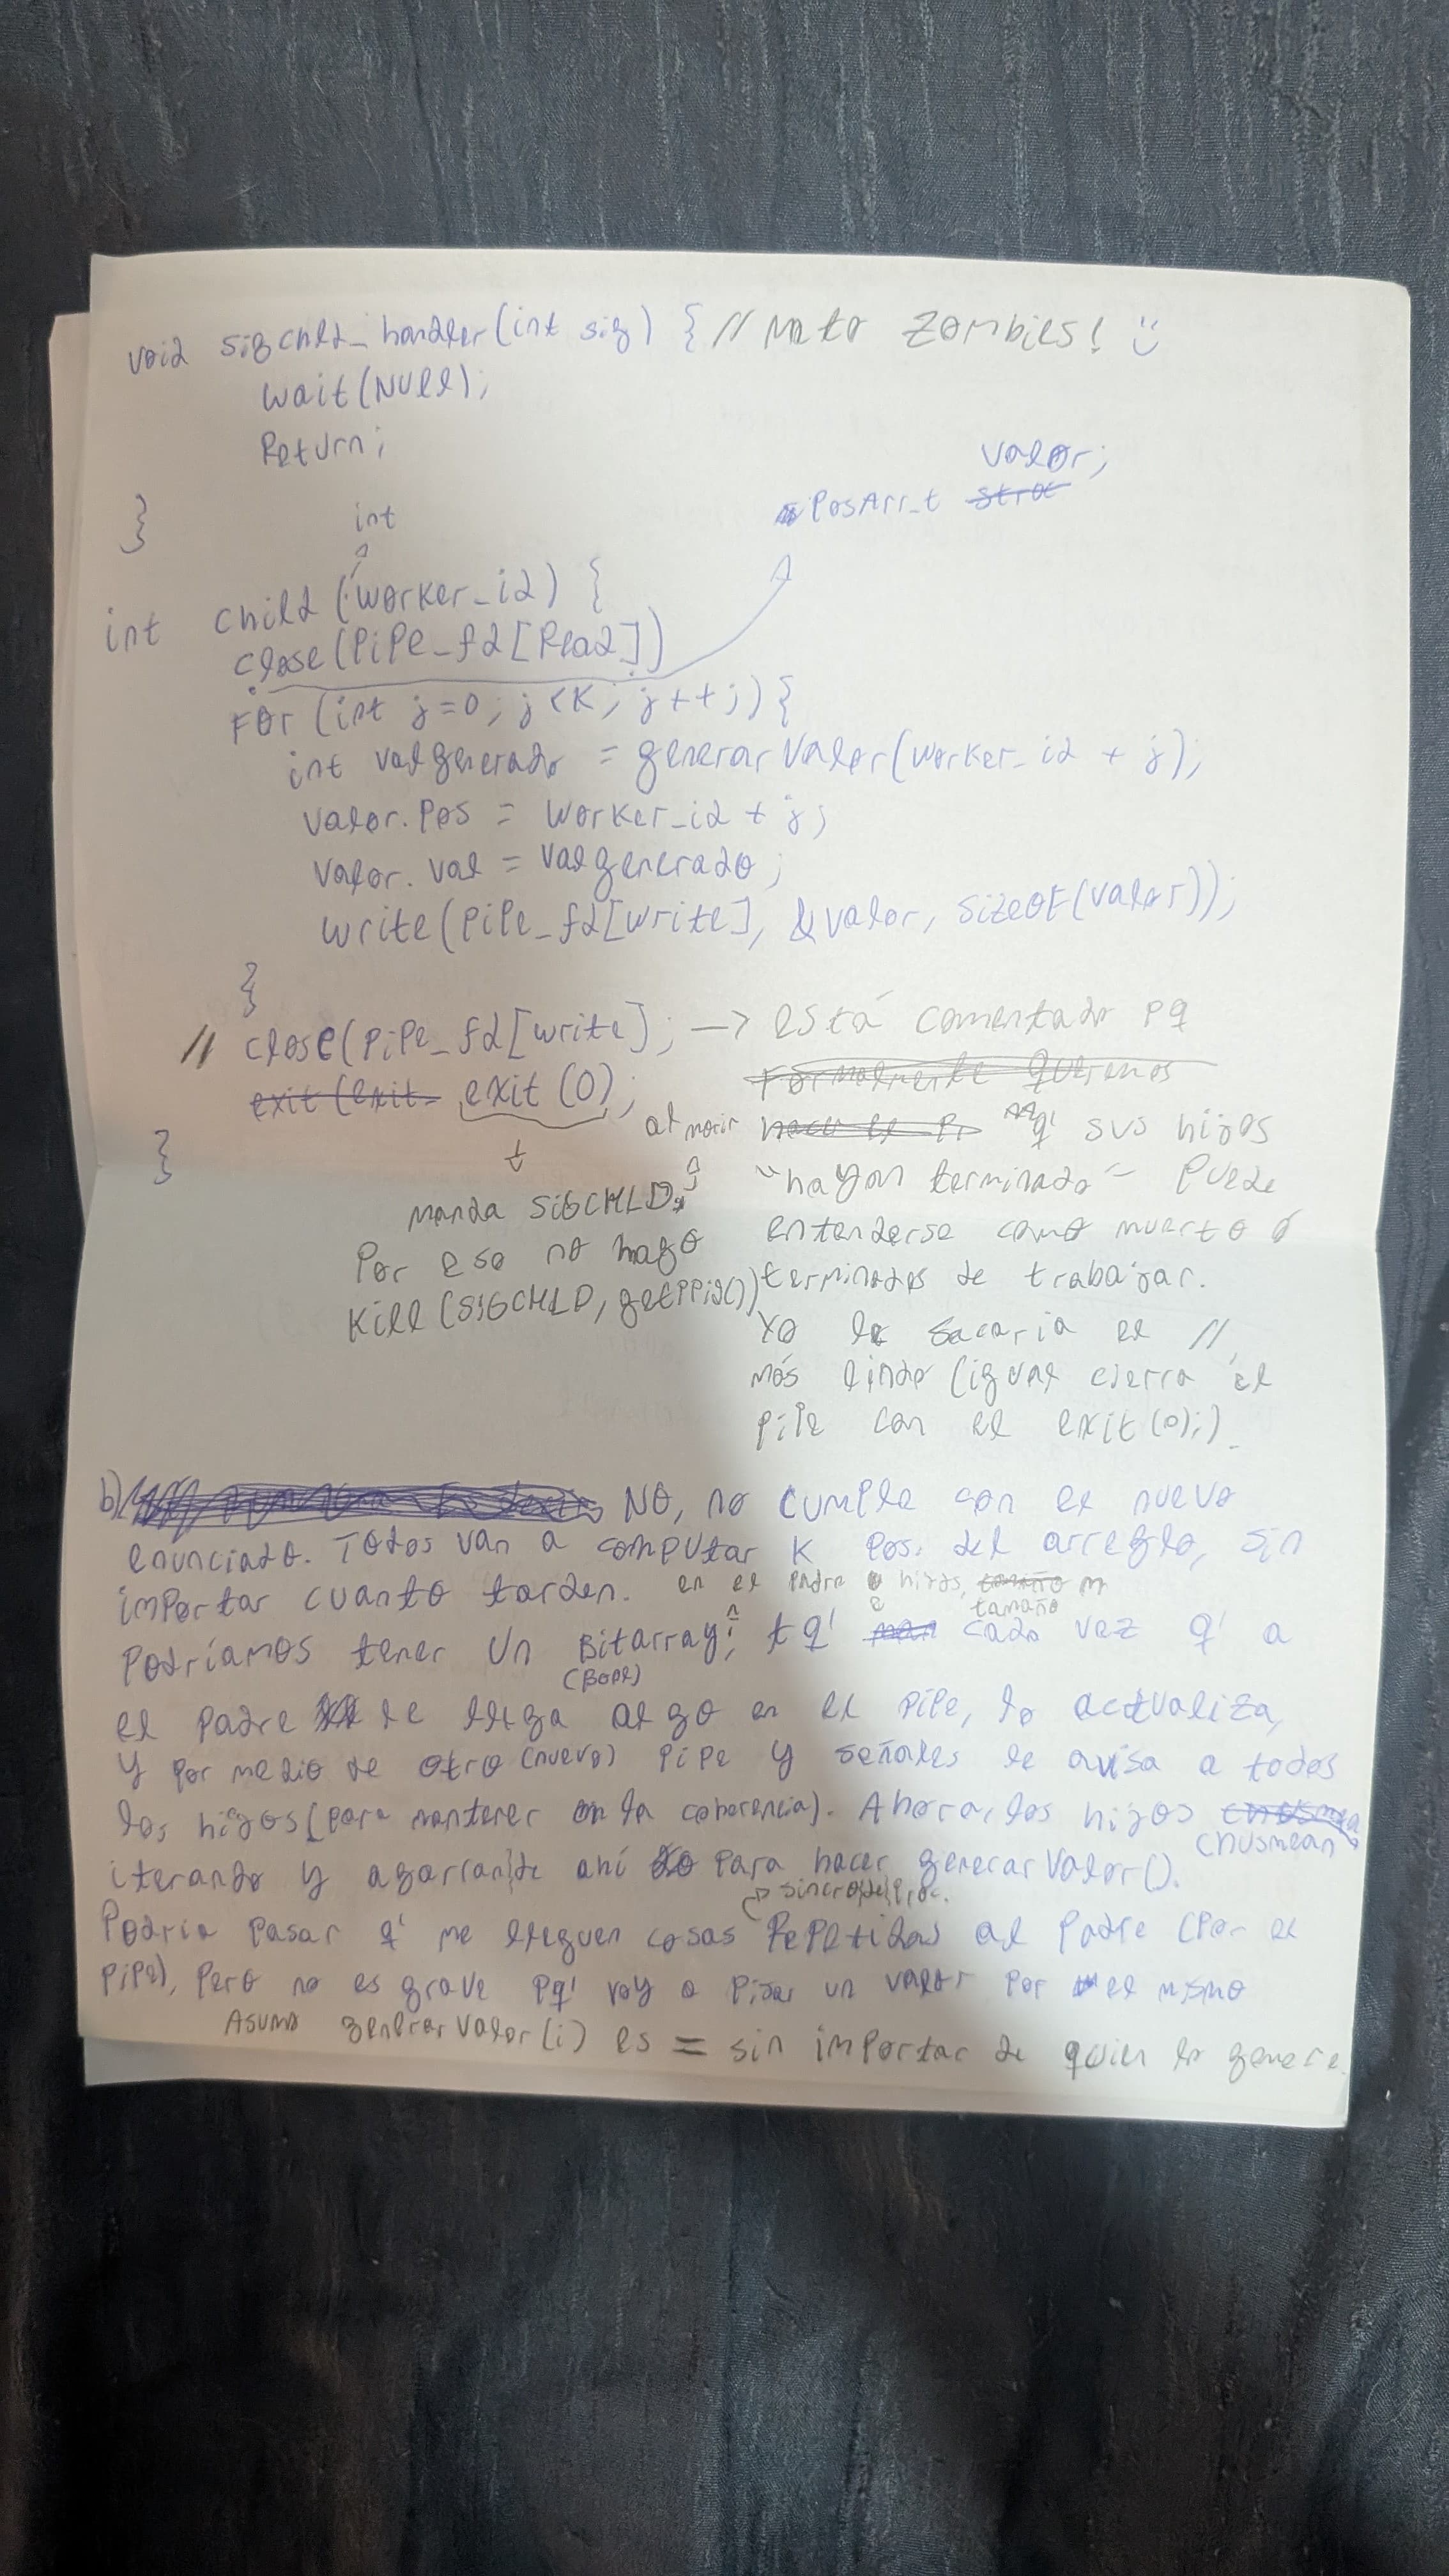 void sigchld_handler(int sig) { // Mato zombies! :)
wait(NULL);
Return;
}
valor;
PosArr_t
int
int child (worker_id) {
close(PiPe_fd[Read])
For (int j=0; j<K; j++;) {
int valgenerado = generarValor(worker_id + j);
valor.Pos = worker_id + j;
valor.val = valgenerado;
write(PiPe_fd[write], &valor, sizeof(valor));
}
// close(PiPe_fd[write]; → está comentado pq
exit (0);
}
al morir
q' sus hijos
manda SIGCHLD.
"hayan terminado" puede
Por eso no hago
entenderse como muerto ó
Kill (SIGCHLD, getPPid())
terminados de trabajar.
Yo le sacaria el //,
más lindo (igual cierra el
PiPe con el exit(0);).
b) NO, no cumple con el nuevo
enunciado. Todos van a computar K Pos. del arreglo, sin
importar cuanto tarden. en el padre e hijos, tamaño
Podríamos tener un Bitarray, tq' cada vez q' a
(Bool)
el padre le llega algo en el PiPe, lo actualiza,
y por medio de otro (nuevo) PiPe y señales le avisa a todos
los hijos (para mantener la coherencia). Ahora, los hijos chusmean
iterando y agarran de ahí para hacer generarValor().
Podria pasar q' me lleguen cosas Repetidas al Padre (Por el
PiPe), Pero no es grave pq' voy a Pisar un valor por el mismo
Asumo generarValor(i) es = sin importar de quien lo genere.